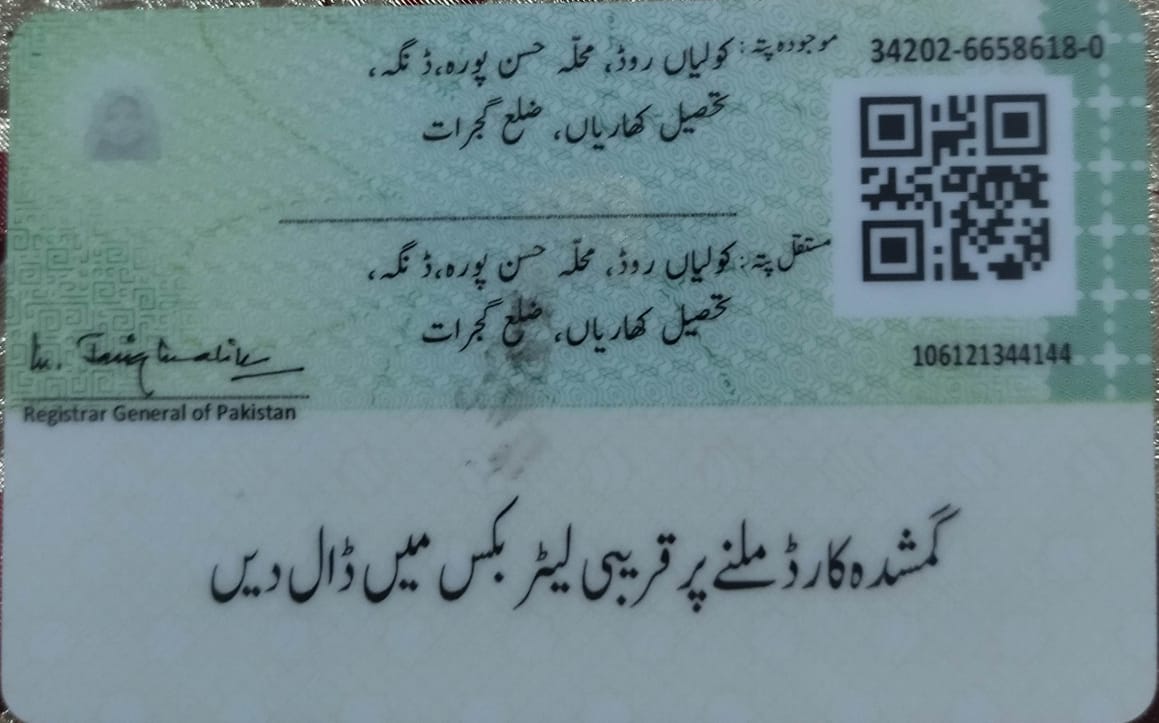 موجودہ پتہ: کولیاں روڈ، محلّہ حسن پورہ، ڈنگہ،
تحصیل کھاریاں، ضلع گجرات
34202-6658618-0
مستقل پتہ: کولیاں روڈ، محلّہ حسن پورہ، ڈنگہ،
تحصیل کھاریاں، ضلع گجرات
106121344144
Registrar General of Pakistan
گمشدہ کارڈ ملنے پر قریبی لیٹر بکس میں ڈال دیں